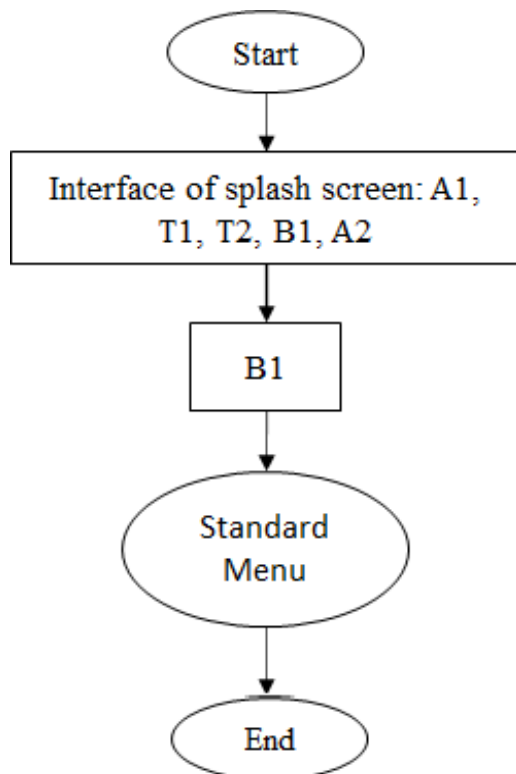 Start
Interface of splash screen: A1,
T1, T2, B1, A2
B1
Standard
Menu
End